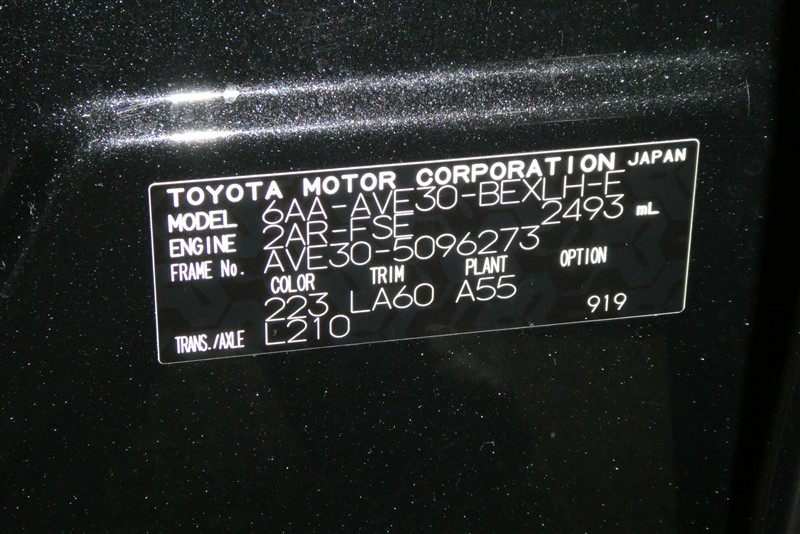 TOYOTA MOTOR CORPORATION JAPAN
MODEL 6AA-AVE30-BEXLH-E
ENGINE 2AR-FSE 2493 mL
FRAME No. AVE30-5096273
COLOR TRIM PLANT OPTION
223 LA60 A55
TRANS./AXLE L210 919